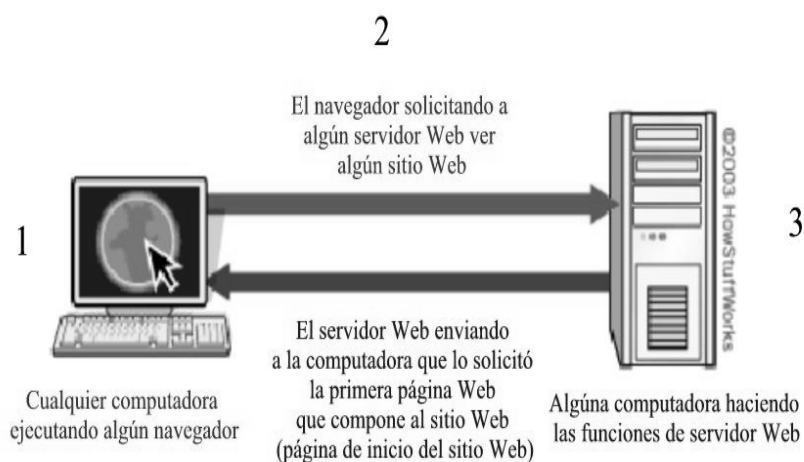 2
El navegador solicitando a
algún servidor Web ver
algún sitio Web
1
3
©2003 HowStuffWorks
El servidor Web enviando
a la computadora que lo solicitó
la primera página Web
que compone al sitio Web
(página de inicio del sitio Web)
Cualquier computadora
ejecutando algún navegador
Algúna computadora haciendo
las funciones de servidor Web